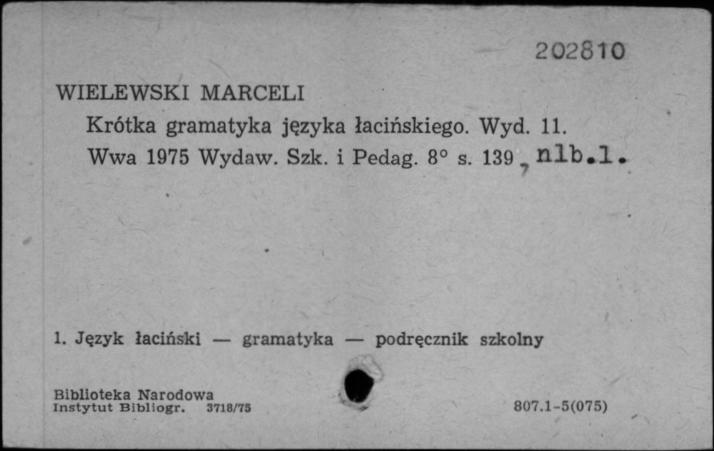 202810
WIELEWSKI MARCELI
Krótka gramatyka języka łacińskiego. Wyd. 11.
Wwa 1975 Wydaw. Szk. i Pedag. 8° s. 139, nlb.1.
1. Język łaciński — gramatyka — podręcznik szkolny
Biblioteka Narodowa
Instytut Bibliogr. 3718/75
807.1-5(075)